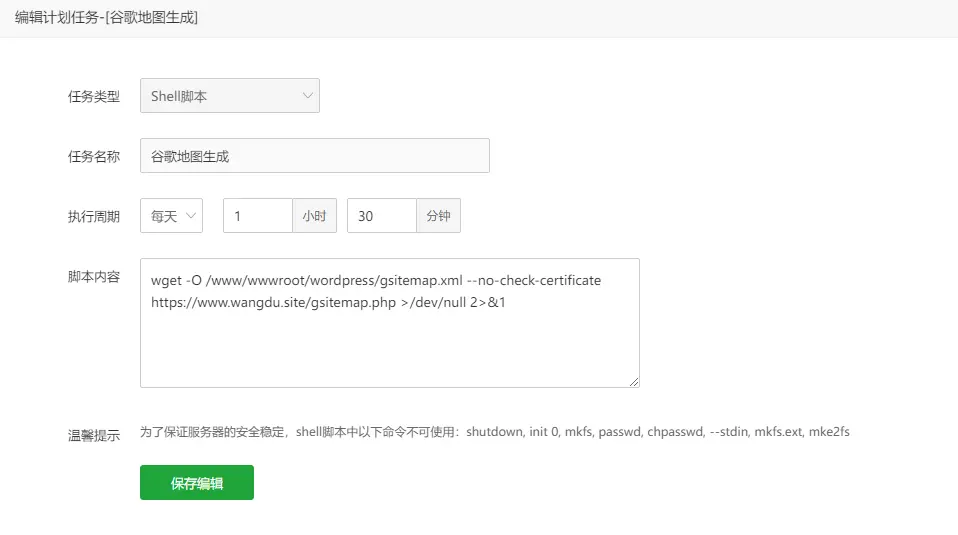 编辑计划任务-[谷歌地图生成]
任务类型 Shell脚本
任务名称 谷歌地图生成
执行周期 每天 1 小时 30 分钟
脚本内容 wget -O /www/wwwroot/wordpress/gsitemap.xml --no-check-certificate
https://www.wangdu.site/gsitemap.php >/dev/null 2>&1
温馨提示 为了保证服务器的安全稳定，shell脚本中以下命令不可使用：shutdown, init 0, mkfs, passwd, chpasswd, --stdin, mkfs.ext, mke2fs
保存编辑